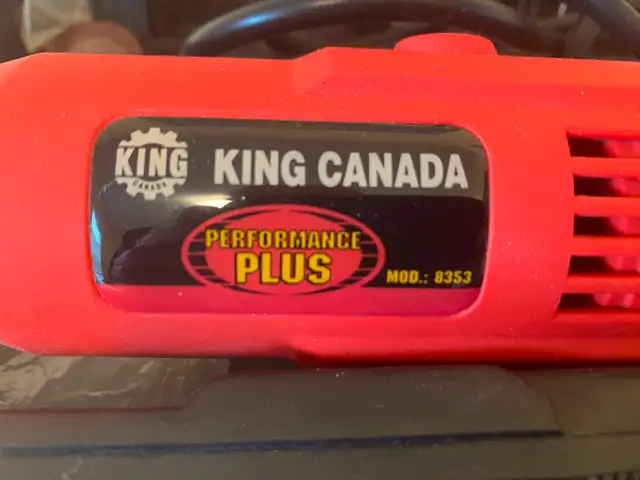 KING
CANADA
KING CANADA
PERFORMANCE
PLUS
MOD.: 8353